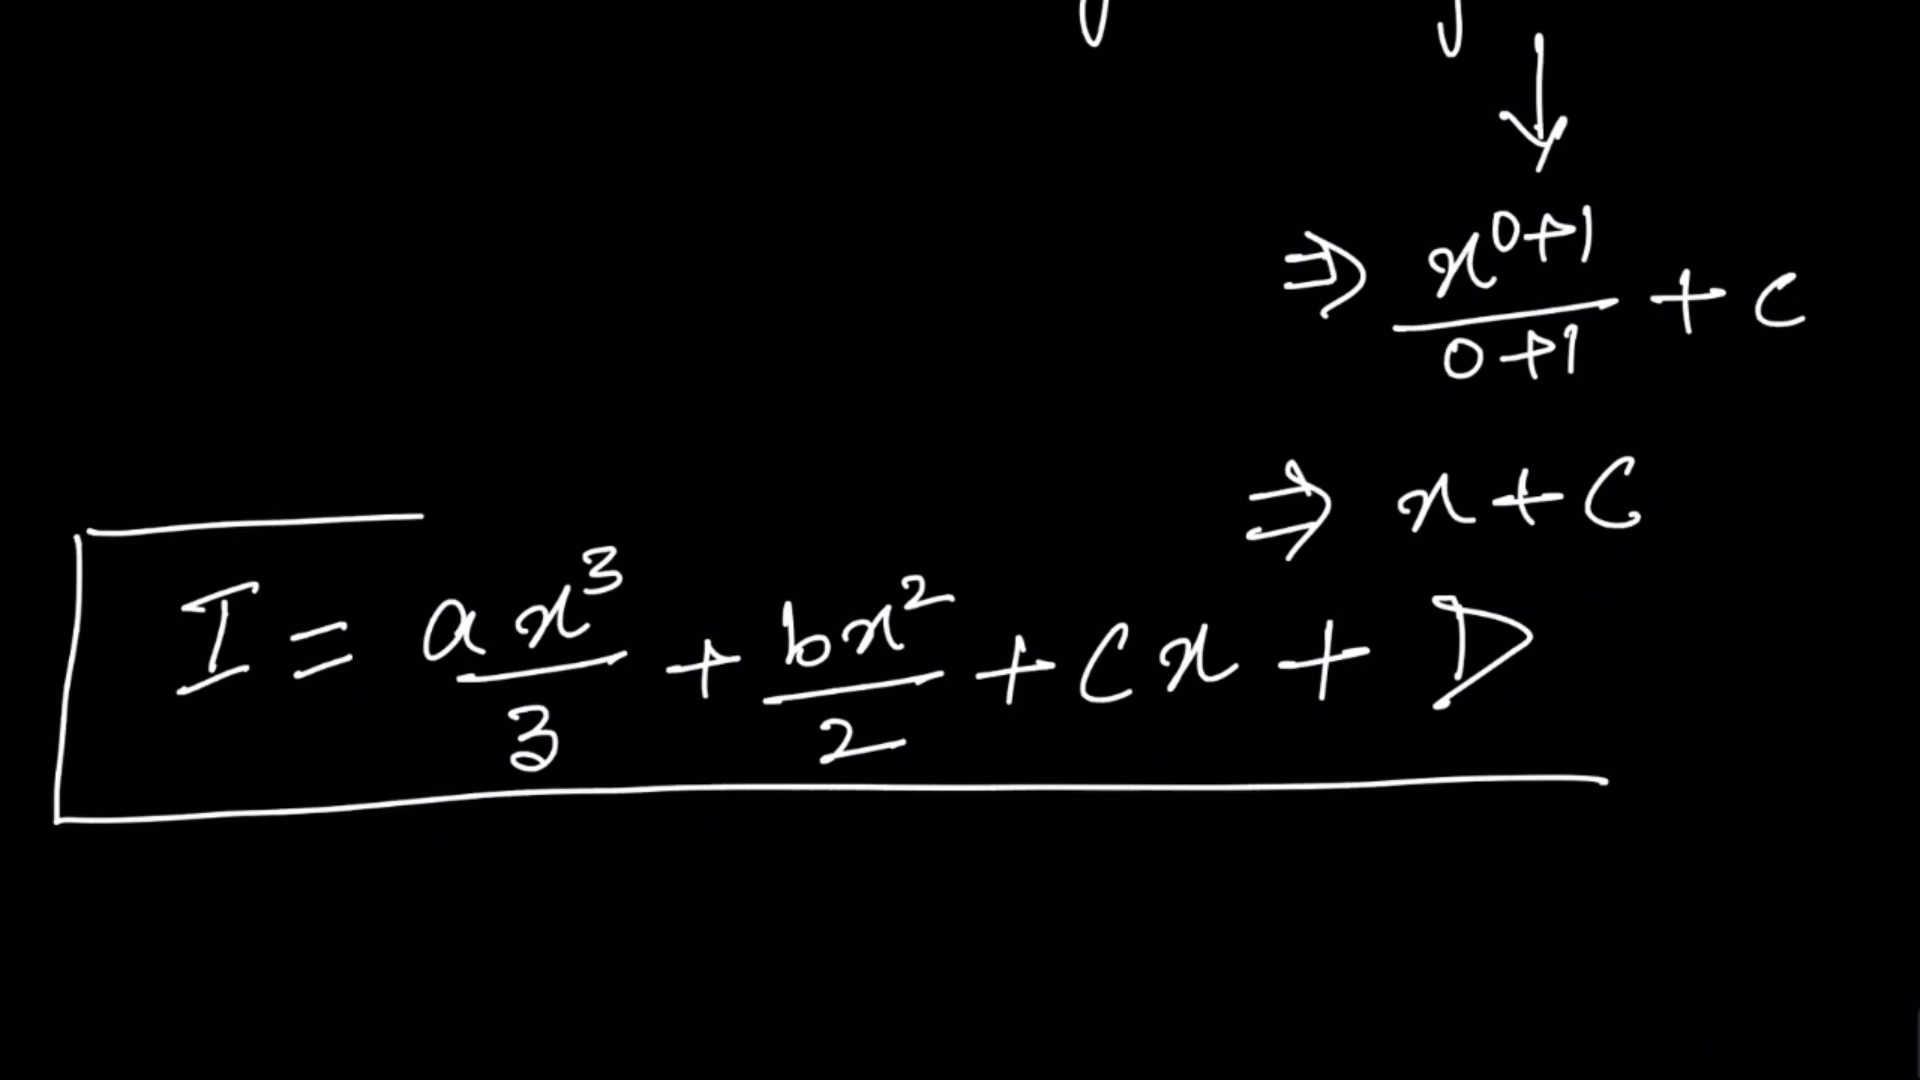 ⇒ x^(0+1)/(0+1) + c
⇒ x + C
I = ax³/3 + bx²/2 + Cx + D